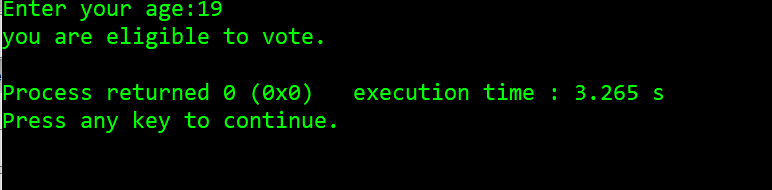 Enter your age:19
you are eligible to vote.
Process returned 0 (0x0)   execution time : 3.265 s
Press any key to continue.